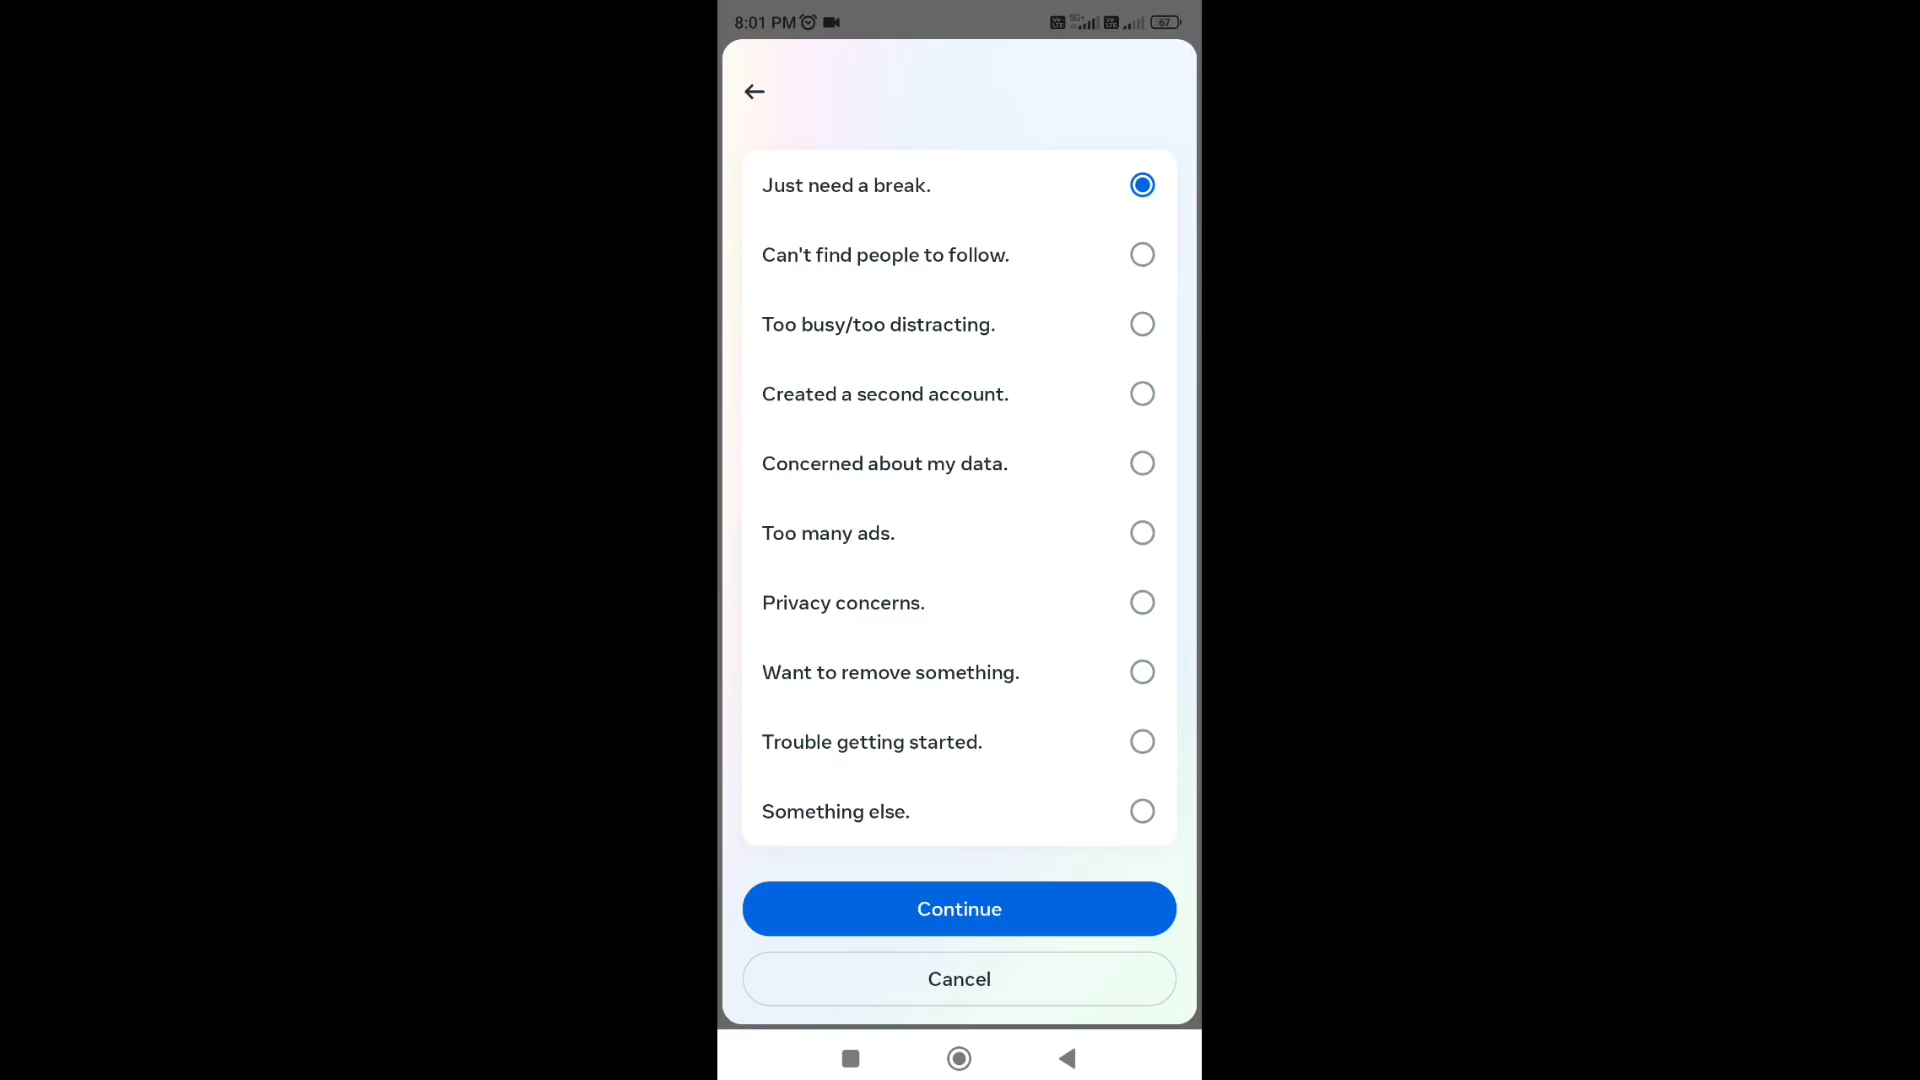 8:01 PM
5G+
67
Just need a break.
Can't find people to follow.
Too busy/too distracting.
Created a second account.
Concerned about my data.
Too many ads.
Privacy concerns.
Want to remove something.
Trouble getting started.
Something else.
Continue
Cancel